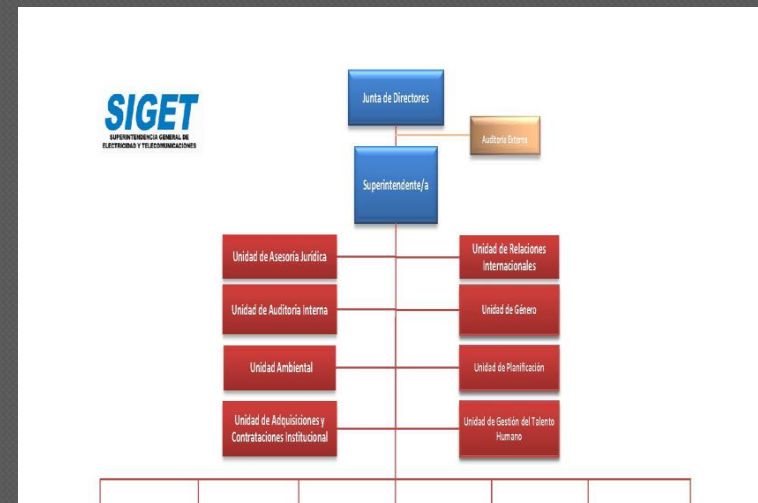 SIGET
SUPERINTENDENCIA GENERAL DE
ELECTRICIDAD Y TELECOMUNICACIONES
Junta de Directores
Auditoría Externa
Superintendente/a
Unidad de Asesoría Jurídica
Unidad de Relaciones
Internacionales
Unidad de Auditoría Interna
Unidad de Género
Unidad Ambiental
Unidad de Planificación
Unidad de Adquisiciones y
Contrataciones Institucional
Unidad de Gestión del Talento
Humano